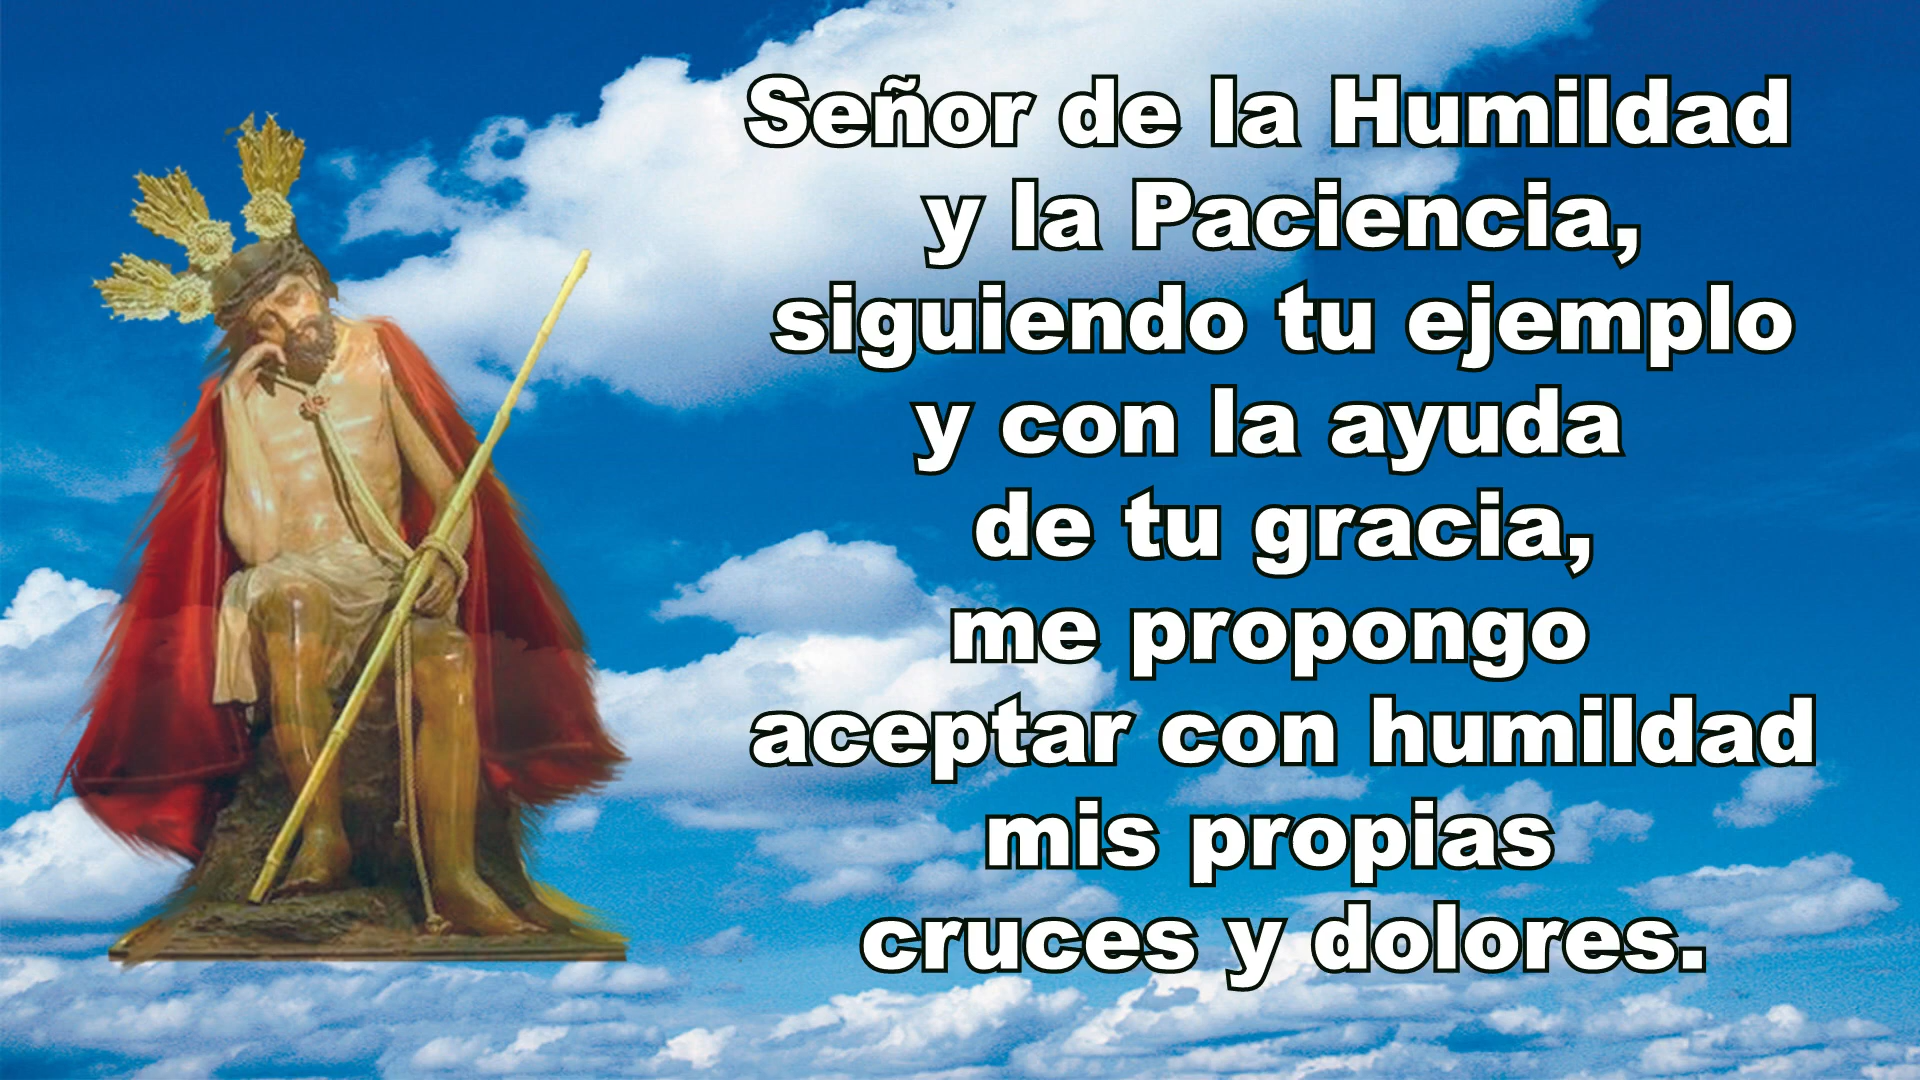 Señor de la Humildad
y la Paciencia,
siguiendo tu ejemplo
y con la ayuda
de tu gracia,
me propongo
aceptar con humildad
mis propias
cruces y dolores.